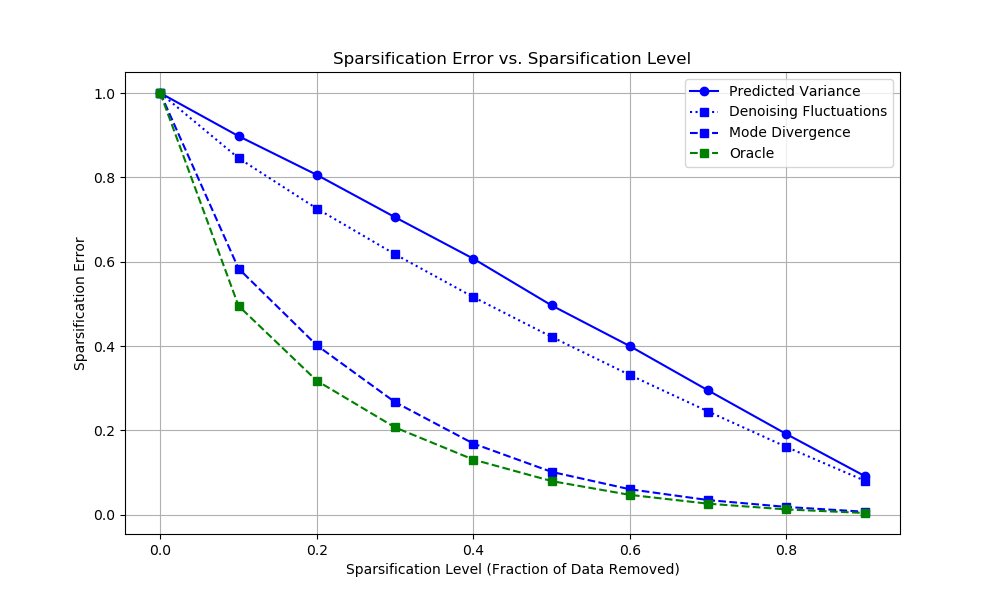 Sparsification Error vs. Sparsification Level
Predicted Variance
Denoising Fluctuations
Mode Divergence
Oracle
Sparsification Error
1.0
0.8
0.6
0.4
0.2
0.0
0.0 0.2 0.4 0.6 0.8
Sparsification Level (Fraction of Data Removed)